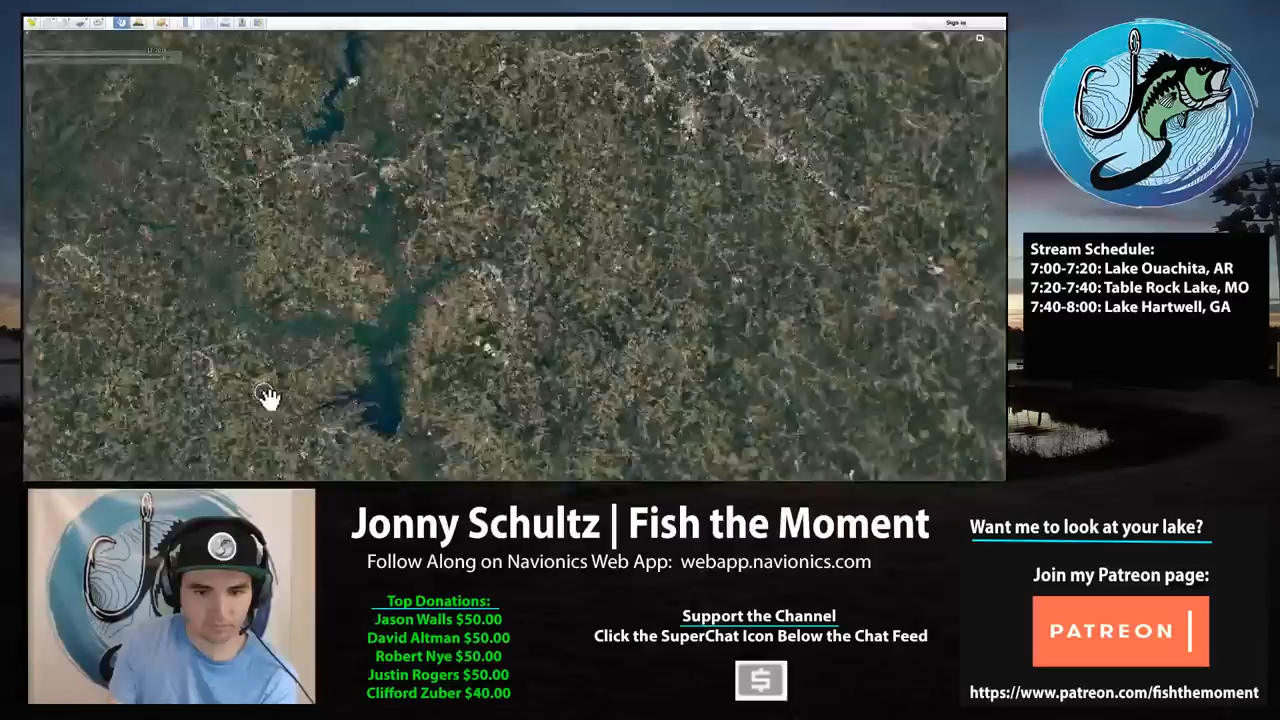 Sign in
N
Stream Schedule:
7:00-7:20: Lake Ouachita, AR
7:20-7:40: Table Rock Lake, MO
7:40-8:00: Lake Hartwell, GA
Jonny Schultz | Fish the Moment
Follow Along on Navionics Web App: webapp.navionics.com
Top Donations:
Jason Walls $50.00
David Altman $50.00
Robert Nye $50.00
Justin Rogers $50.00
Clifford Zuber $40.00
Support the Channel
Click the SuperChat Icon Below the Chat Feed
$
Want me to look at your lake?
Join my Patreon page:
PATREON
https://www.patreon.com/fishthemoment